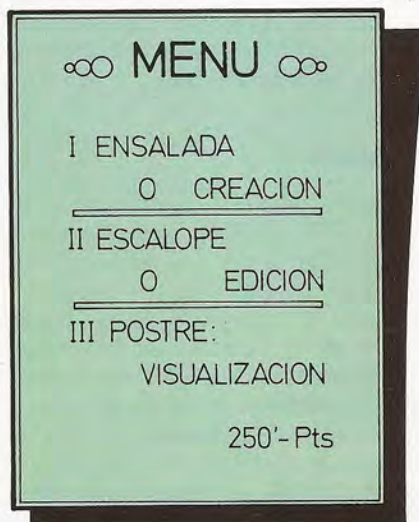 MENU
I ENSALADA
O CREACION
II ESCALOPE
O EDICION
III POSTRE:
VISUALIZACION
250'- Pts